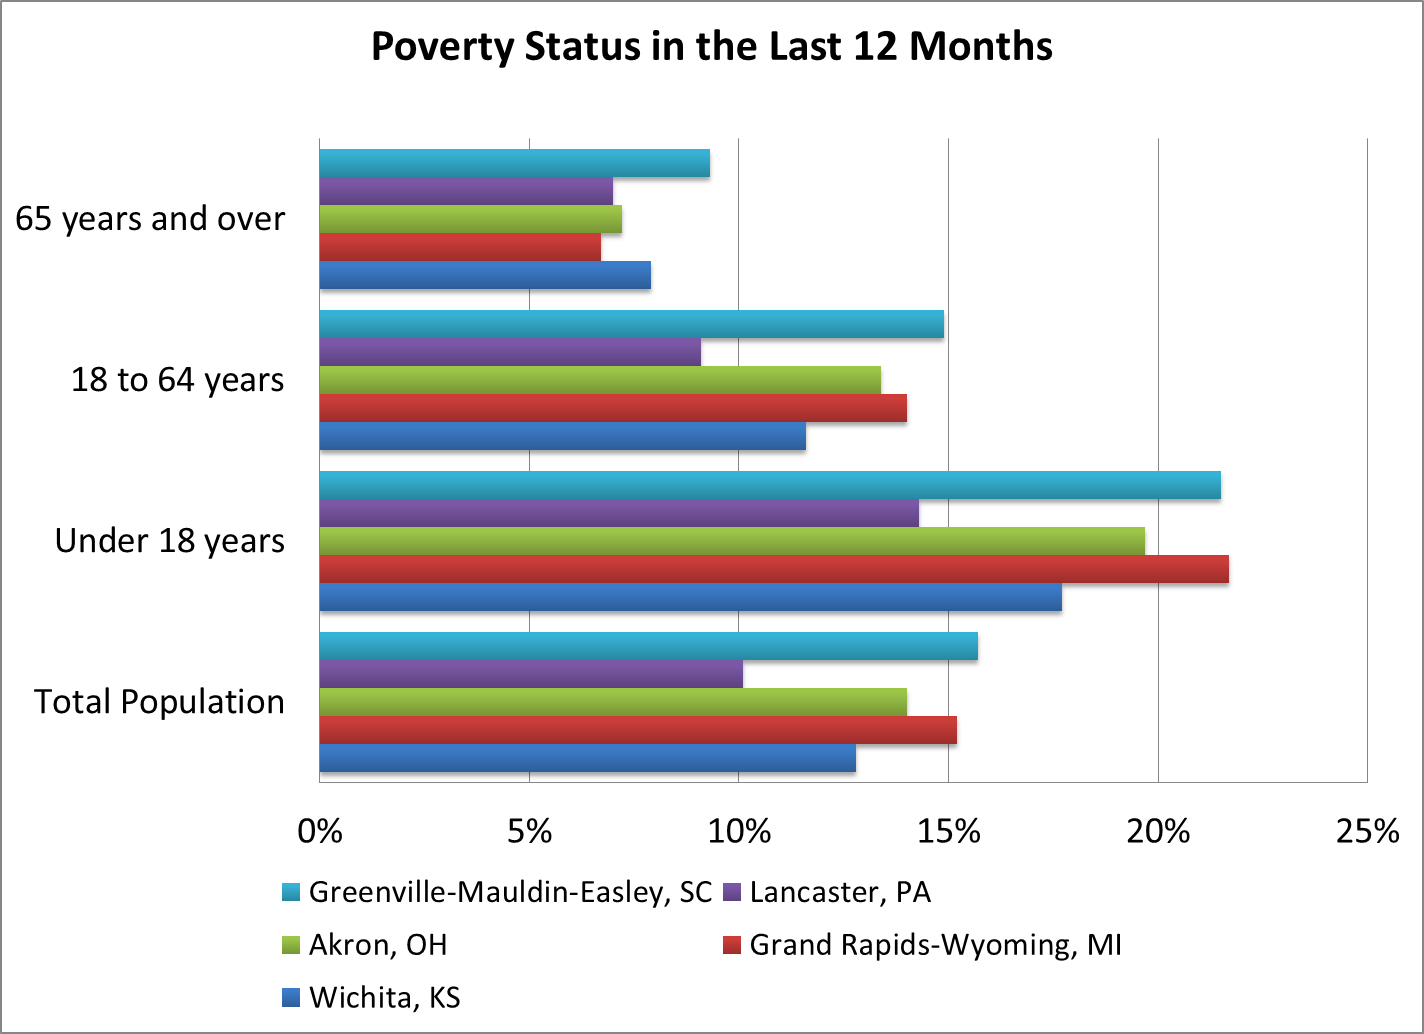 Poverty Status in the Last 12 Months
65 years and over
18 to 64 years
Under 18 years
Total Population
0% 5% 10% 15% 20% 25%
Greenville-Mauldin-Easley, SC Lancaster, PA
Akron, OH Grand Rapids-Wyoming, MI
Wichita, KS